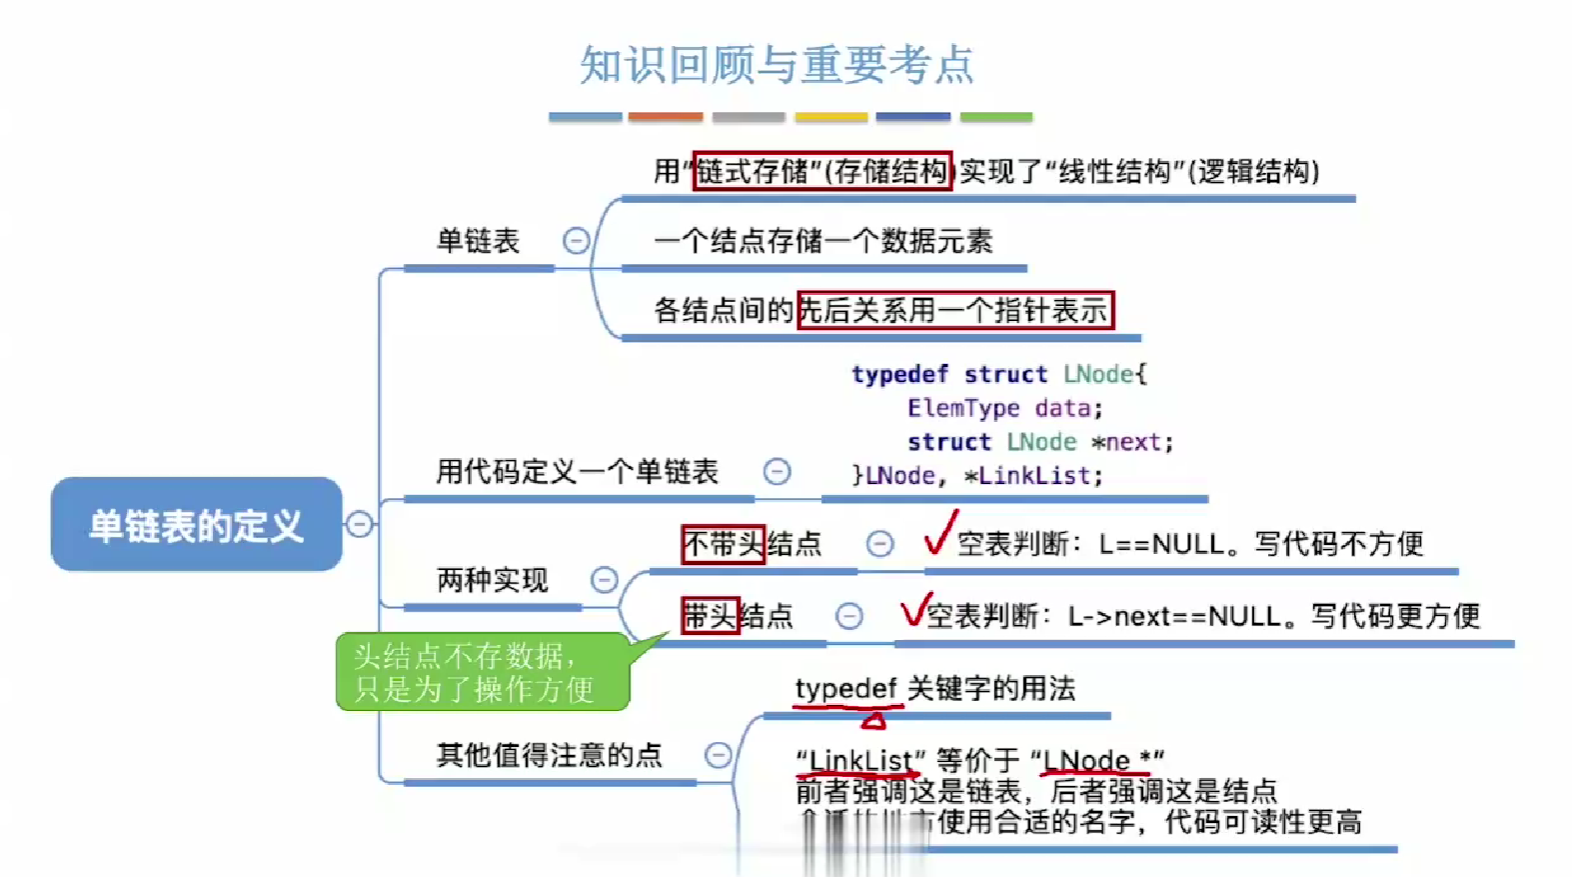 知识回顾与重要考点
用"链式存储"(存储结构)实现了“线性结构”(逻辑结构)
单链表
一个结点存储一个数据元素
各结点间的先后关系用一个指针表示
typedef struct LNode{
ElemType data;
struct LNode *next;
}LNode, *LinkList;
用代码定义一个单链表
单链表的定义
不带头结点
空表判断：L==NULL。写代码不方便
两种实现
带头结点
空表判断：L->next==NULL。写代码更方便
头结点不存数据，
只是为了操作方便
typedef 关键字的用法
其他值得注意的点
“LinkList” 等价于 “LNode *”
前者强调这是链表，后者强调这是结点
使用合适的名字，代码可读性更高